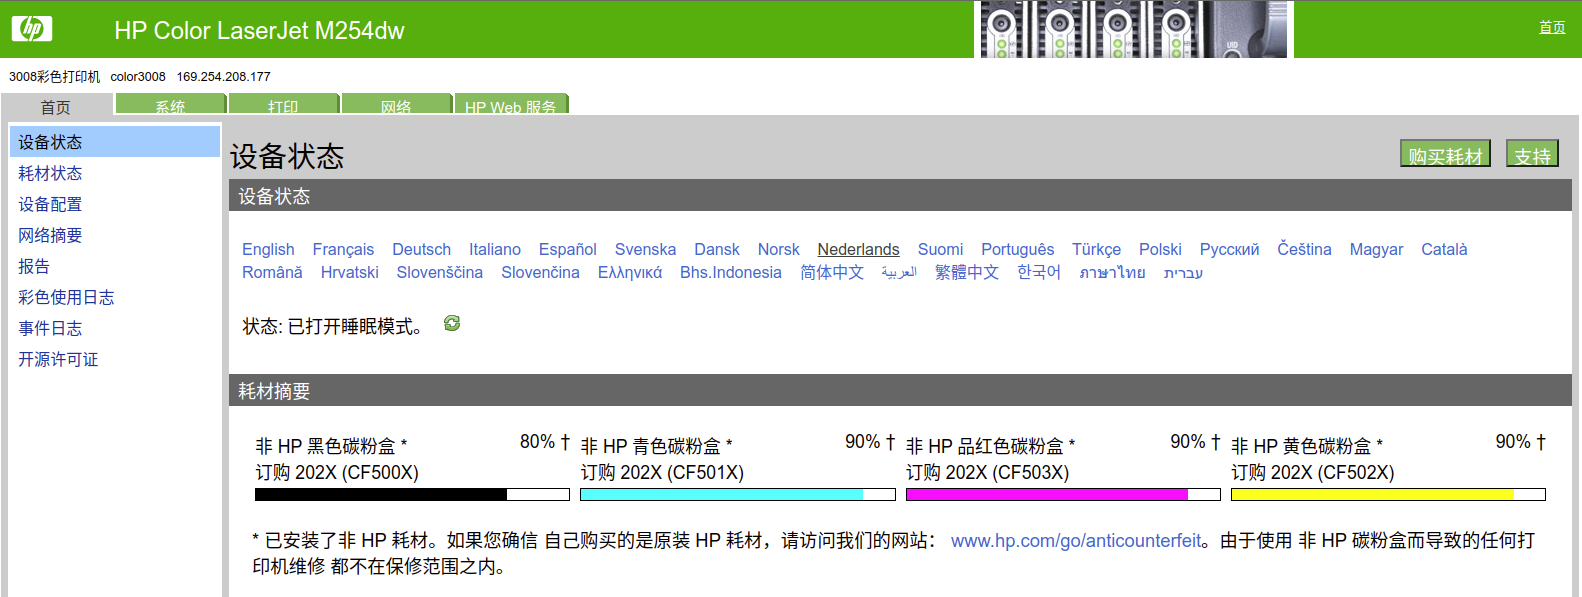 hp
HP Color LaserJet M254dw
UID
首页
3008彩色打印机 color3008 169.254.208.177
首页 系统 打印 网络 HP Web 服务
设备状态
耗材状态
设备配置
网络摘要
报告
彩色使用日志
事件日志
开源许可证
设备状态
购买耗材 支持
设备状态
English Français Deutsch Italiano Español Svenska Dansk Norsk Nederlands Suomi Português Türkçe Polski Русский Čeština Magyar Català
Română Hrvatski Slovenščina Slovenčina Ελληνικά Bhs.Indonesia 简体中文 العربية 繁體中文 한국어 ภาษาไทย עברית
状态: 已打开睡眠模式。
耗材摘要
非 HP 黑色碳粉盒 * 80% †
订购 202X (CF500X)
非 HP 青色碳粉盒 * 90% †
订购 202X (CF501X)
非 HP 品红色碳粉盒 * 90% †
订购 202X (CF503X)
非 HP 黄色碳粉盒 * 90% †
订购 202X (CF502X)
* 已安装了非 HP 耗材。如果您确信 自己购买的是原装 HP 耗材，请访问我们的网站： www.hp.com/go/anticounterfeit。由于使用 非 HP 碳粉盒而导致的任何打
印机维修 都不在保修范围之内。